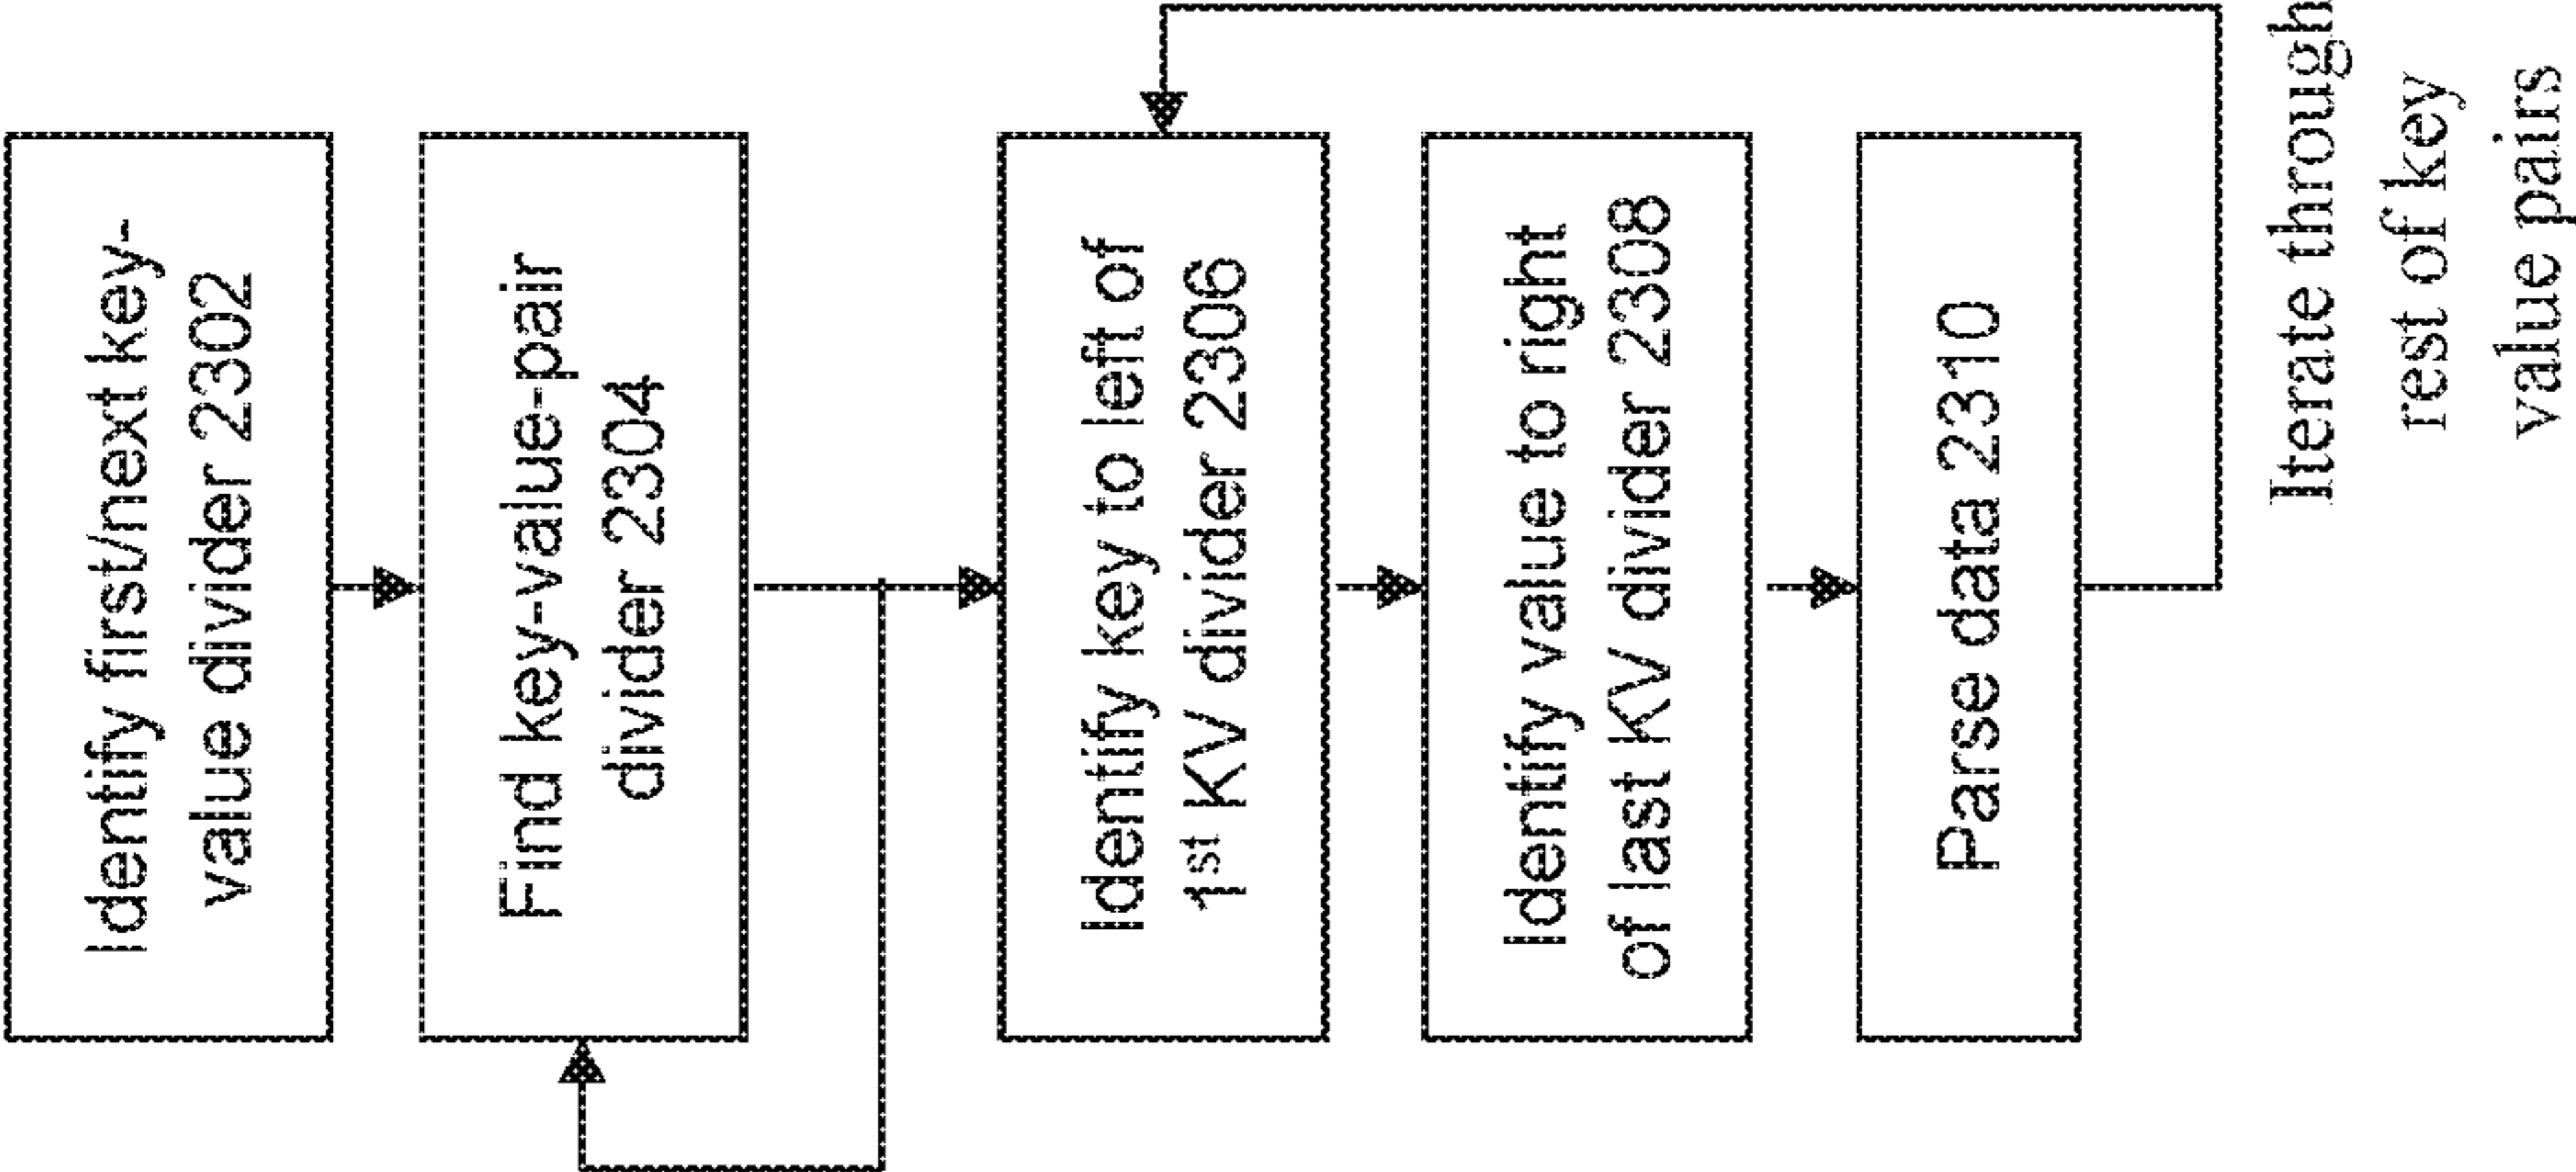 Identify first/next key-
value divider 2302
Find key-value-pair
divider 2304
Identify key to left of
1st KV divider 2306
Identify value to right
of last KV divider 2308
Parse data 2310
Iterate through
rest of key
value pairs